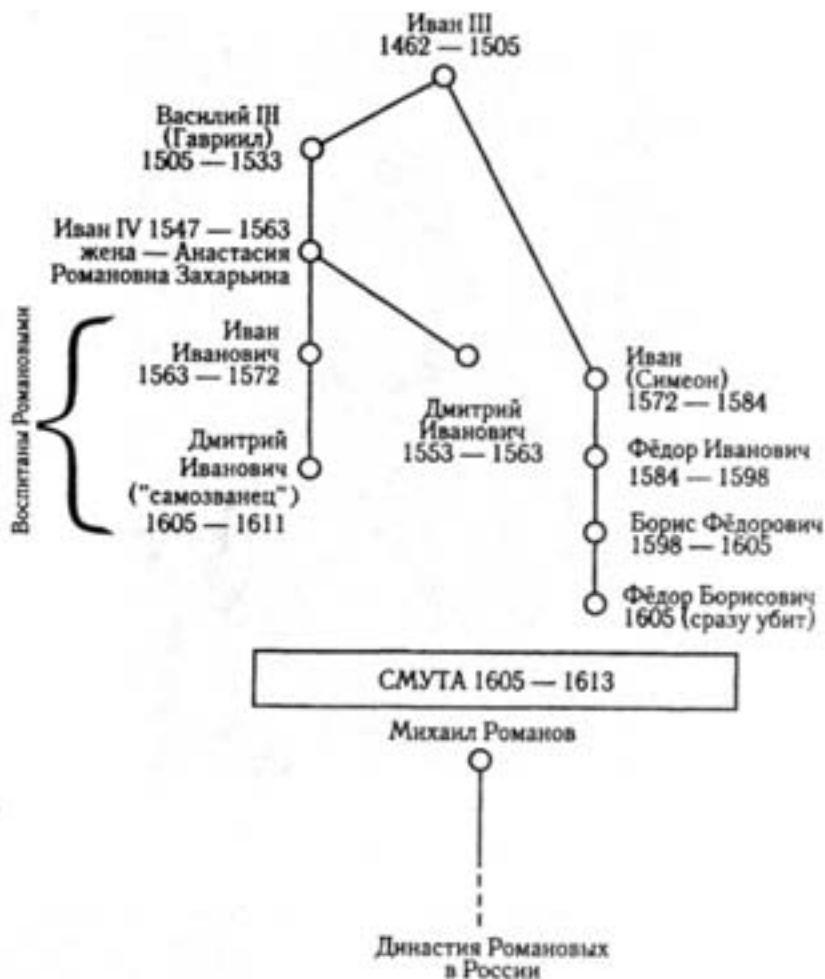 Иван III
1462 — 1505
Василий III
(Гавриил)
1505 — 1533
Иван IV 1547 — 1563
жена — Анастасия
Романовна Захарьина
Воспитаны Романовыми
Иван
Иванович
1563 — 1572
Дмитрий
Иванович
1553 — 1563
Иван
(Симеон)
1572 — 1584
Дмитрий
Иванович
("самозванец")
1605 — 1611
Фёдор Иванович
1584 — 1598
Борис Фёдорович
1598 — 1605
Фёдор Борисович
1605 (сразу убит)
СМУТА 1605 — 1613
Михаил Романов
Династия Романовых
в России